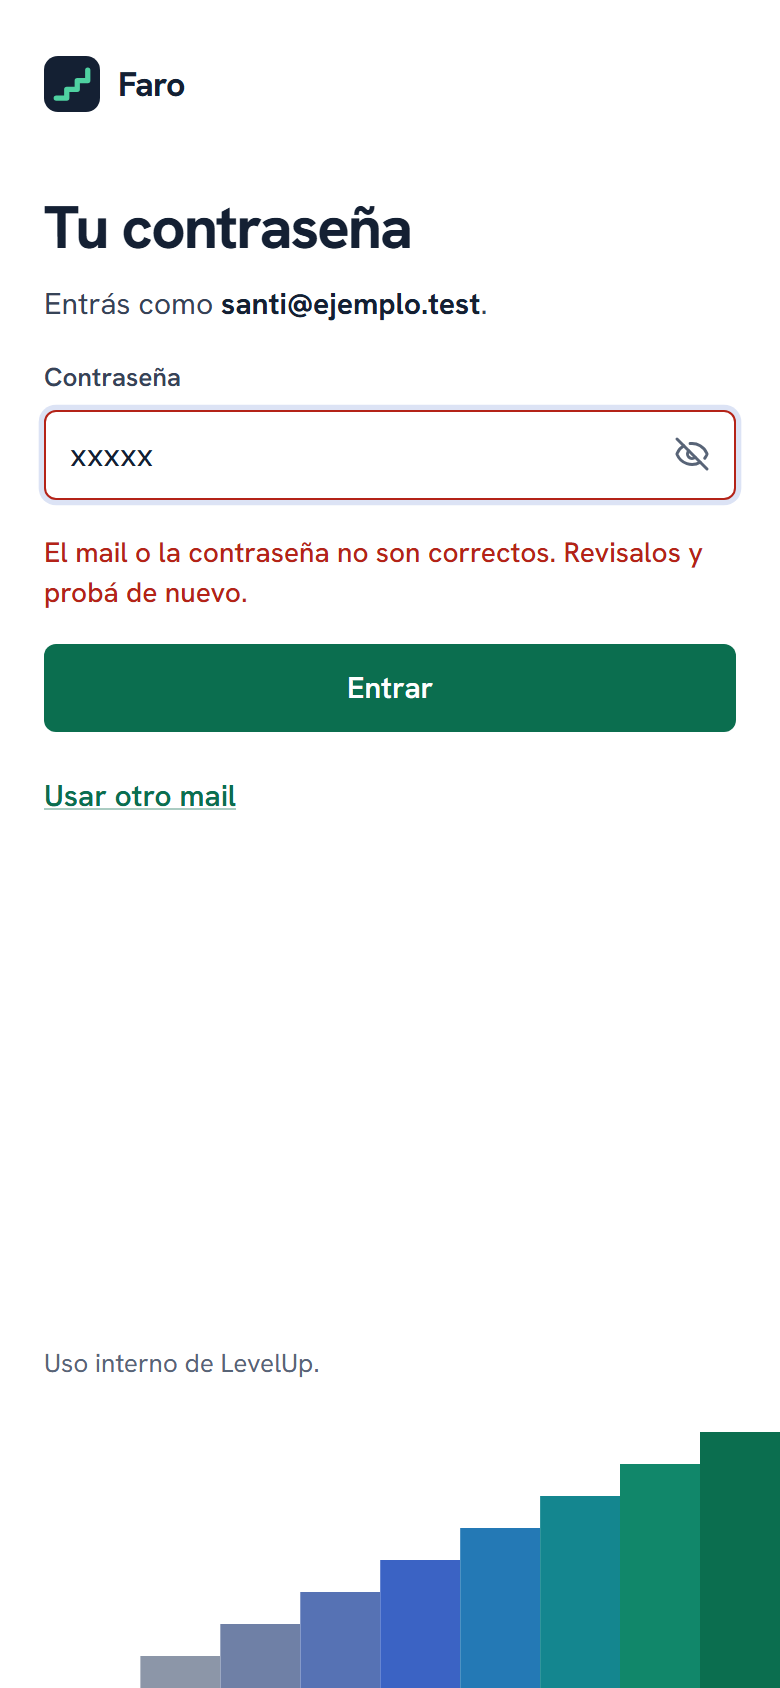 Faro
Tu contraseña
Entrás como santi@ejemplo.test.
Contraseña
xxxxx
El mail o la contraseña no son correctos. Revisalos y
probá de nuevo.
Entrar
Usar otro mail
Uso interno de LevelUp.